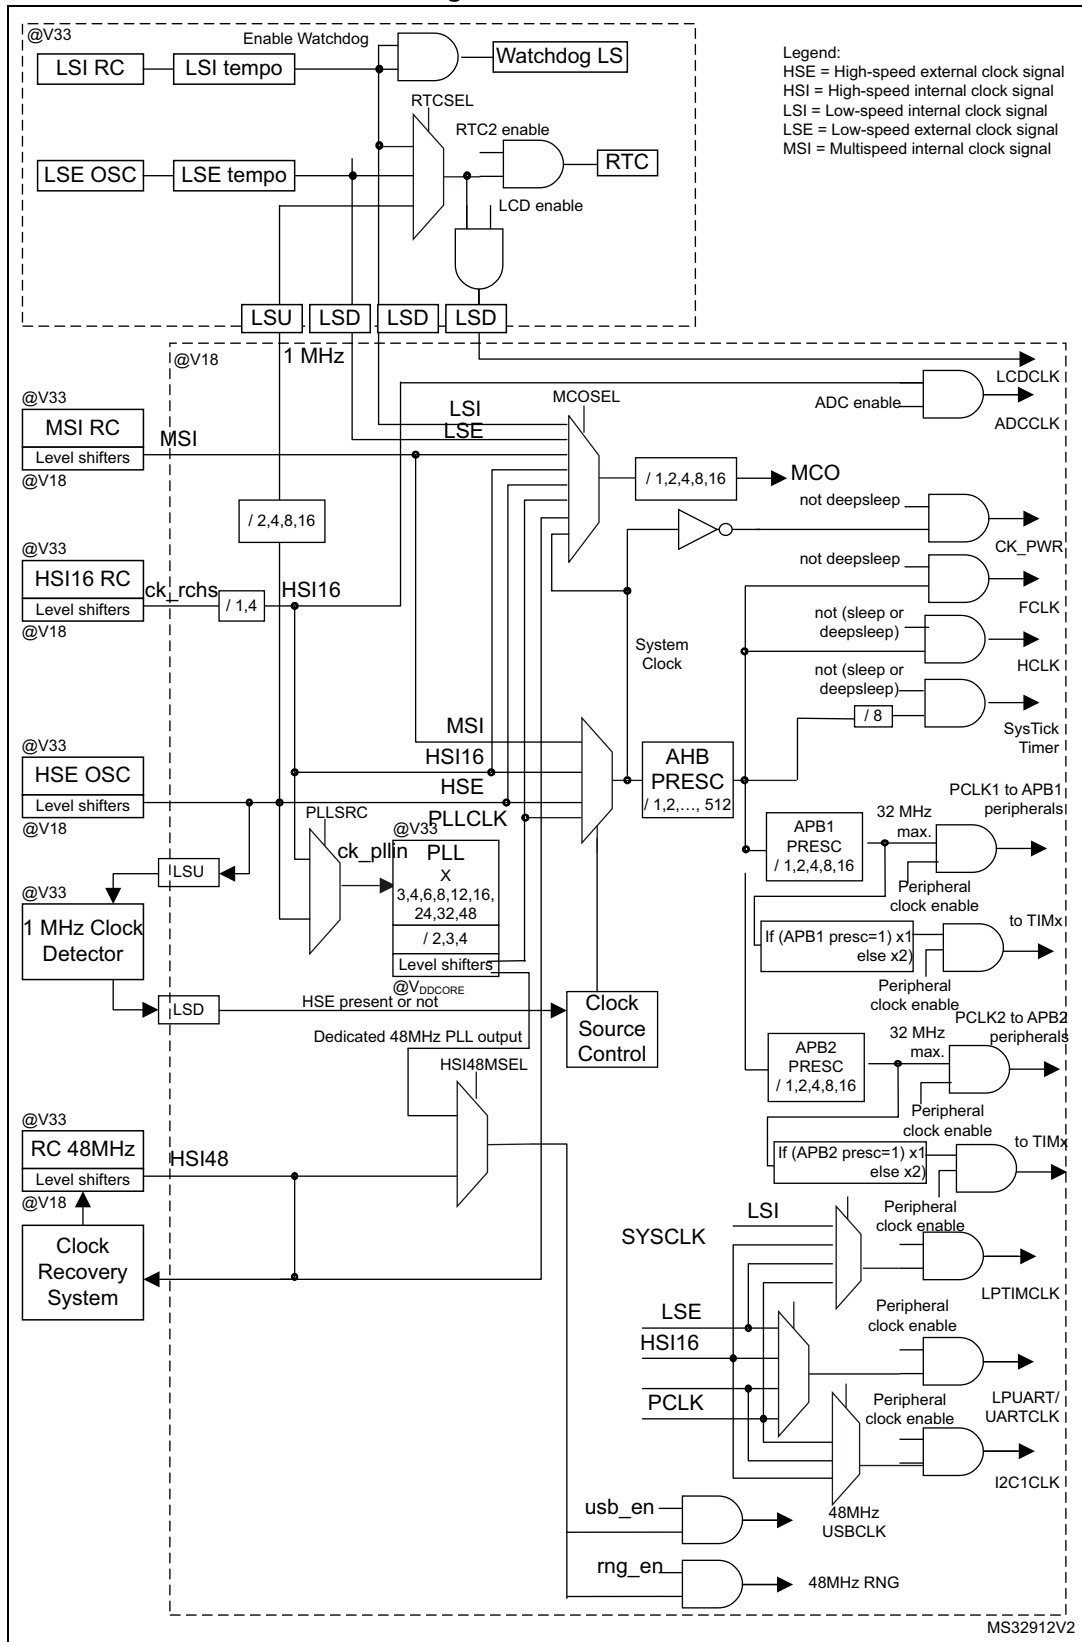 @V33
Enable Watchdog
LSI RC
LSI tempo
Watchdog LS
Legend:
HSE = High-speed external clock signal
HSI = High-speed internal clock signal
LSI = Low-speed internal clock signal
LSE = Low-speed external clock signal
MSI = Multispeed internal clock signal
RTCSEL
RTC2 enable
LSE OSC
LSE tempo
RTC
LCD enable
LSU
LSD
LSD
LSD
@V18
1 MHz
LCDCLK
@V33
MSI RC
Level shifters
@V18
MSI
LSI
LSE
MCOSEL
ADC enable
ADCCLK
/ 1,2,4,8,16
MCO
/ 2,4,8,16
not deepsleep
CK_PWR
@V33
HSI16 RC
Level shifters
@V18
ck_rchs
/ 1,4
HSI16
not deepsleep
FCLK
System
Clock
not (sleep or
deepsleep)
HCLK
not (sleep or
deepsleep)
/ 8
SysTick
Timer
@V33
HSE OSC
Level shifters
@V18
MSI
HSI16
HSE
PLLCLK
AHB
PRESC
/ 1,2,…, 512
PCLK1 to APB1
peripherals
32 MHz
max.
APB1
PRESC
/ 1,2,4,8,16
Peripheral
clock enable
PLLSRC
ck_pllin
@V33
PLL
X
3,4,6,8,12,16,
24,32,48
/ 2,3,4
Level shifters
@VDDCORE
LSU
@V33
1 MHz Clock
Detector
to TIMx
If (APB1 presc=1) x1
else x2)
Peripheral
clock enable
LSD
HSE present or not
Clock
Source
Control
Dedicated 48MHz PLL output
PCLK2 to APB2
peripherals
32 MHz
max.
APB2
PRESC
/ 1,2,4,8,16
HSI48MSEL
Peripheral
clock enable
@V33
RC 48MHz
Level shifters
@V18
HSI48
to TIMx
If (APB2 presc=1) x1
else x2)
Peripheral
clock enable
Clock
Recovery
System
LSI
SYSCLK
LPTIMCLK
LSE
HSI16
PCLK
Peripheral
clock enable
LPUART/
UARTCLK
Peripheral
clock enable
I2C1CLK
usb_en
48MHz
USBCLK
rng_en
48MHz RNG
MS32912V2